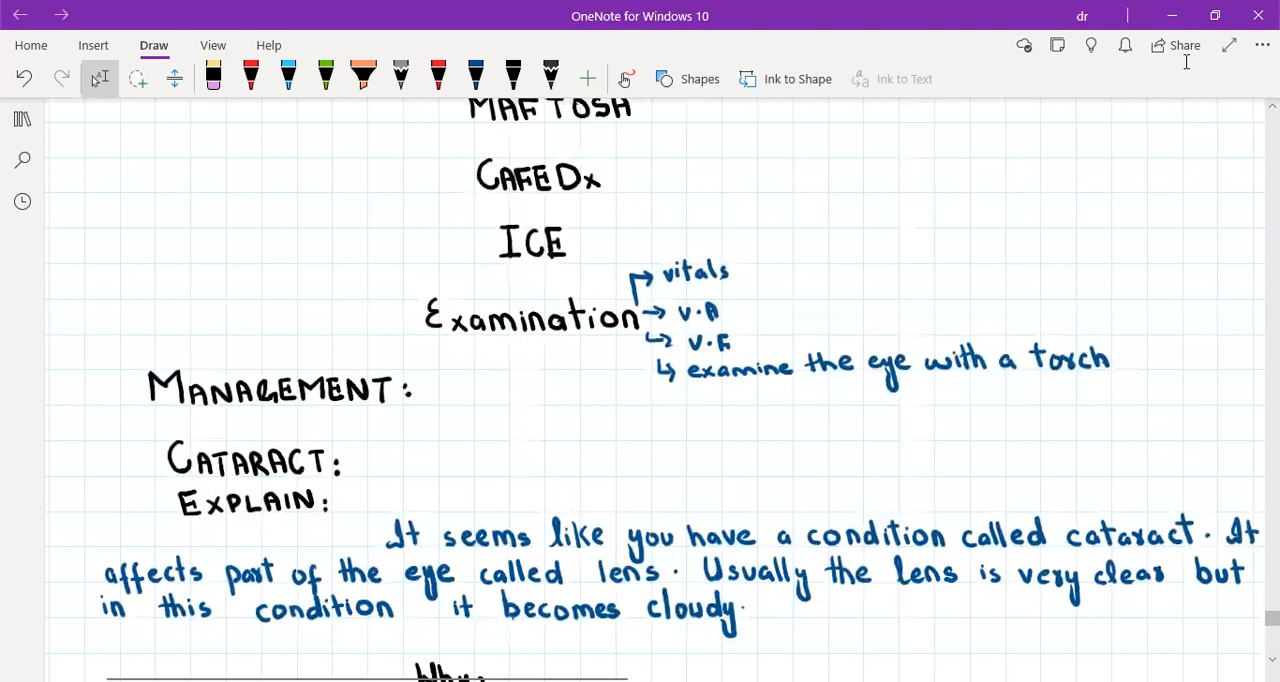 OneNote for Windows 10
dr
Home
Insert
Draw
View
Help
Share
Shapes
Ink to Shape
Ink to Text
MAFTOSA
CAFEDx
ICE
vitals
Examination
V.A
V.F
examine the eye with a torch
MANAGEMENT:
CATARACT:
EXPLAIN:
It seems like you have a condition called cataract. It
affects part of the eye called lens. Usually the lens is very clear but
in this condition it becomes cloudy.
Why: